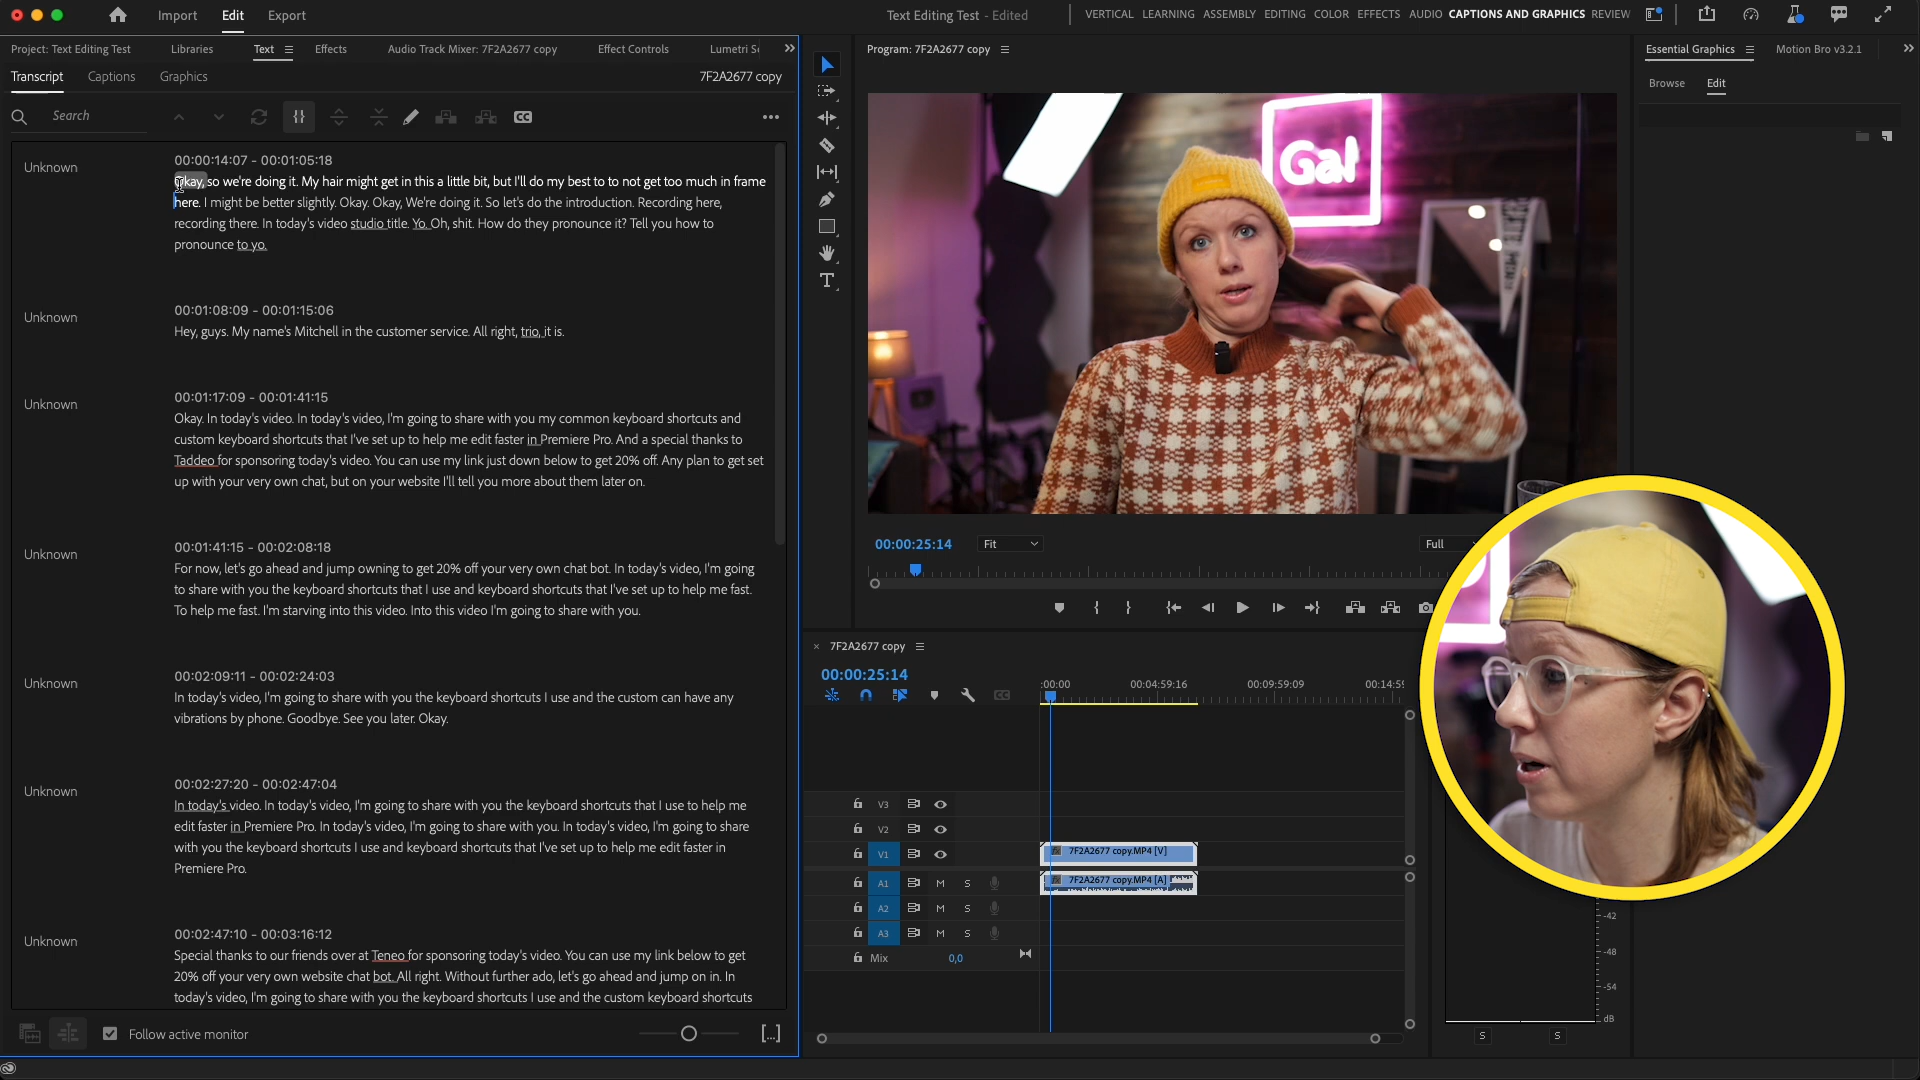 Import Edit Export
Text Editing Test - Edited
VERTICAL LEARNING ASSEMBLY EDITING COLOR EFFECTS AUDIO CAPTIONS AND GRAPHICS REVIEW
Project: Text Editing Test Libraries Text Effects Audio Track Mixer: 7F2A2677 copy Effect Controls Lumetri
Transcript Captions Graphics 7F2A2677 copy
Search
CC
Unknown
00:00:14:07 - 00:01:05:18
Okay, so we're doing it. My hair might get in this a little bit, but I'll do my best to to not get too much in frame
here. I might be better slightly. Okay. Okay, We're doing it. So let's do the introduction. Recording here,
recording there. In today's video studio title. Yo. Oh, shit. How do they pronounce it? Tell you how to
pronounce to yo.
Unknown
00:01:08:09 - 00:01:15:06
Hey, guys. My name's Mitchell in the customer service. All right, trio, it is.
Unknown
00:01:17:09 - 00:01:41:15
Okay. In today's video. In today's video, I'm going to share with you my common keyboard shortcuts and
custom keyboard shortcuts that I've set up to help me edit faster in Premiere Pro. And a special thanks to
Taddeo for sponsoring today's video. You can use my link just down below to get 20% off. Any plan to get set
up with your very own chat, but on your website I'll tell you more about them later on.
Unknown
00:01:41:15 - 00:02:08:18
For now, let's go ahead and jump owning to get 20% off your very own chat bot. In today's video, I'm going
to share with you the keyboard shortcuts that I use and keyboard shortcuts that I've set up to help me fast.
To help me fast. I'm starving into this video. Into this video I'm going to share with you.
Unknown
00:02:09:11 - 00:02:24:03
In today's video, I'm going to share with you the keyboard shortcuts I use and the custom can have any
vibrations by phone. Goodbye. See you later. Okay.
Unknown
00:02:27:20 - 00:02:47:04
In today's video. In today's video, I'm going to share with you the keyboard shortcuts that I use to help me
edit faster in Premiere Pro. In today's video, I'm going to share with you. In today's video, I'm going to share
with you the keyboard shortcuts I use and keyboard shortcuts that I've set up to help me edit faster in
Premiere Pro.
Unknown
00:02:47:10 - 00:03:16:12
Special thanks to our friends over at Teneo for sponsoring today's video. You can use my link below to get
20% off your very own website chat bot. All right. Without further ado, let's go ahead and jump on in. In
today's video, I'm going to share with you the keyboard shortcuts I use and the custom keyboard shortcuts
Follow active monitor
Program: 7F2A2677 copy
Gal
00:00:25:14 Fit Full
7F2A2677 copy
00:00:25:14
CC
:00:00 00:04:59:16 00:09:59:09 00:14:59
V3
V2
V1 7F2A2677 copy.MP4 [V]
A1 M S 7F2A2677 copy.MP4 [A]
A2 M S
A3 M S
Mix 0,0
Essential Graphics Motion Bro v3.2.1
Browse Edit
-42
-48
-54
dB
S S